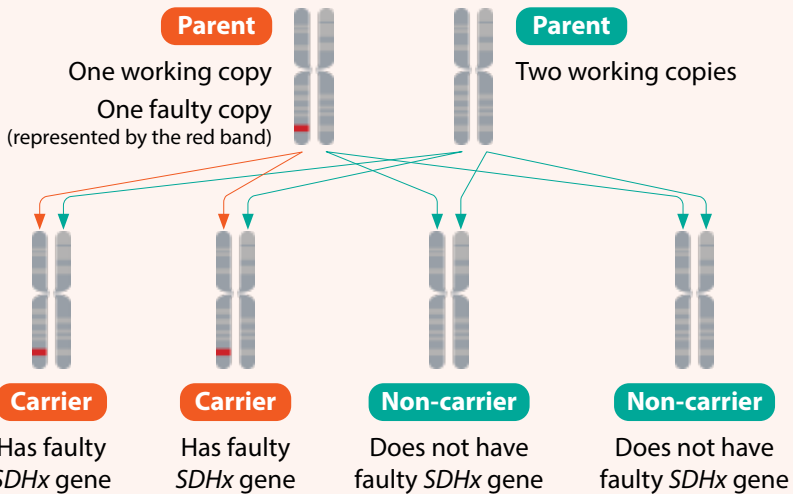 Parent
One working copy
One faulty copy
(represented by the red band)
Parent
Two working copies
Carrier
Has faulty
SDHx gene
Carrier
Has faulty
SDHx gene
Non-carrier
Does not have
faulty SDHx gene
Non-carrier
Does not have
faulty SDHx gene